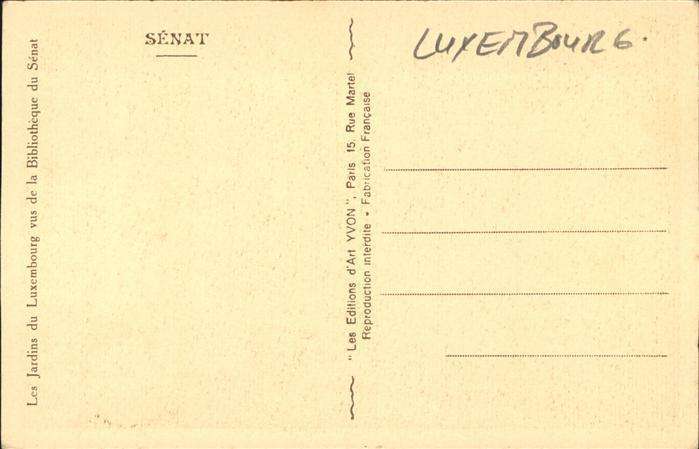 SÉNAT
LUXEMBOURG.
Les Jardins du Luxembourg vus de la Bibliothèque du Sénat
" Les Editions d'Art YVON ", Paris 15, Rue Martel
Reproduction interdite - Fabrication Française